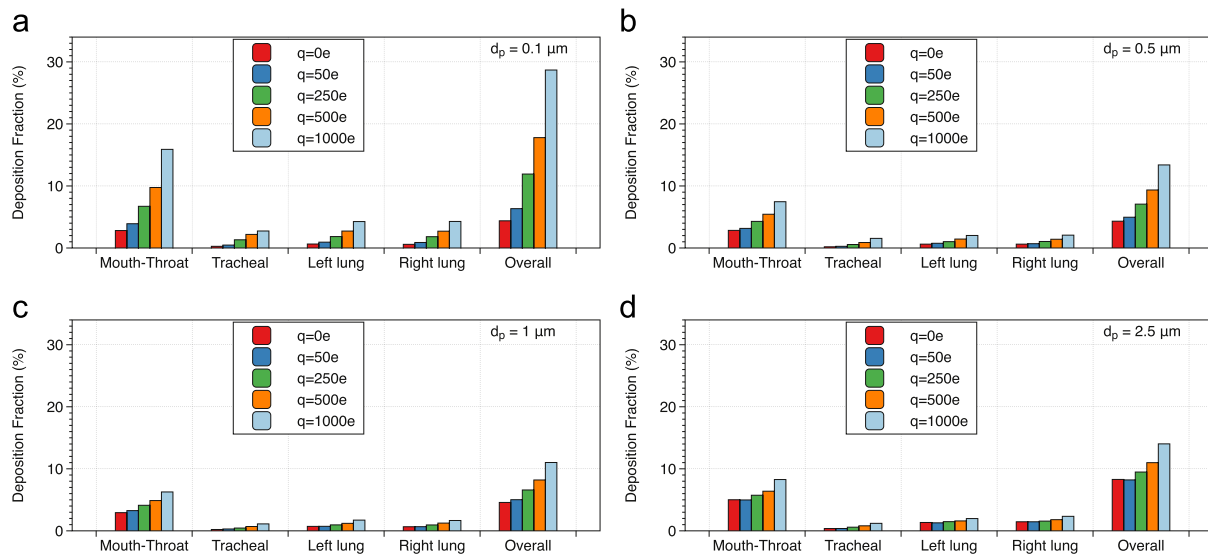 a
d_p = 0.1 µm
q=0e
q=50e
q=250e
q=500e
q=1000e
Deposition Fraction (%)
30
20
10
0
Mouth-Throat Tracheal Left lung Right lung Overall
b
d_p = 0.5 µm
q=0e
q=50e
q=250e
q=500e
q=1000e
Deposition Fraction (%)
30
20
10
0
Mouth-Throat Tracheal Left lung Right lung Overall
c
d_p = 1 µm
q=0e
q=50e
q=250e
q=500e
q=1000e
Deposition Fraction (%)
30
20
10
0
Mouth-Throat Tracheal Left lung Right lung Overall
d
d_p = 2.5 µm
q=0e
q=50e
q=250e
q=500e
q=1000e
Deposition Fraction (%)
30
20
10
0
Mouth-Throat Tracheal Left lung Right lung Overall